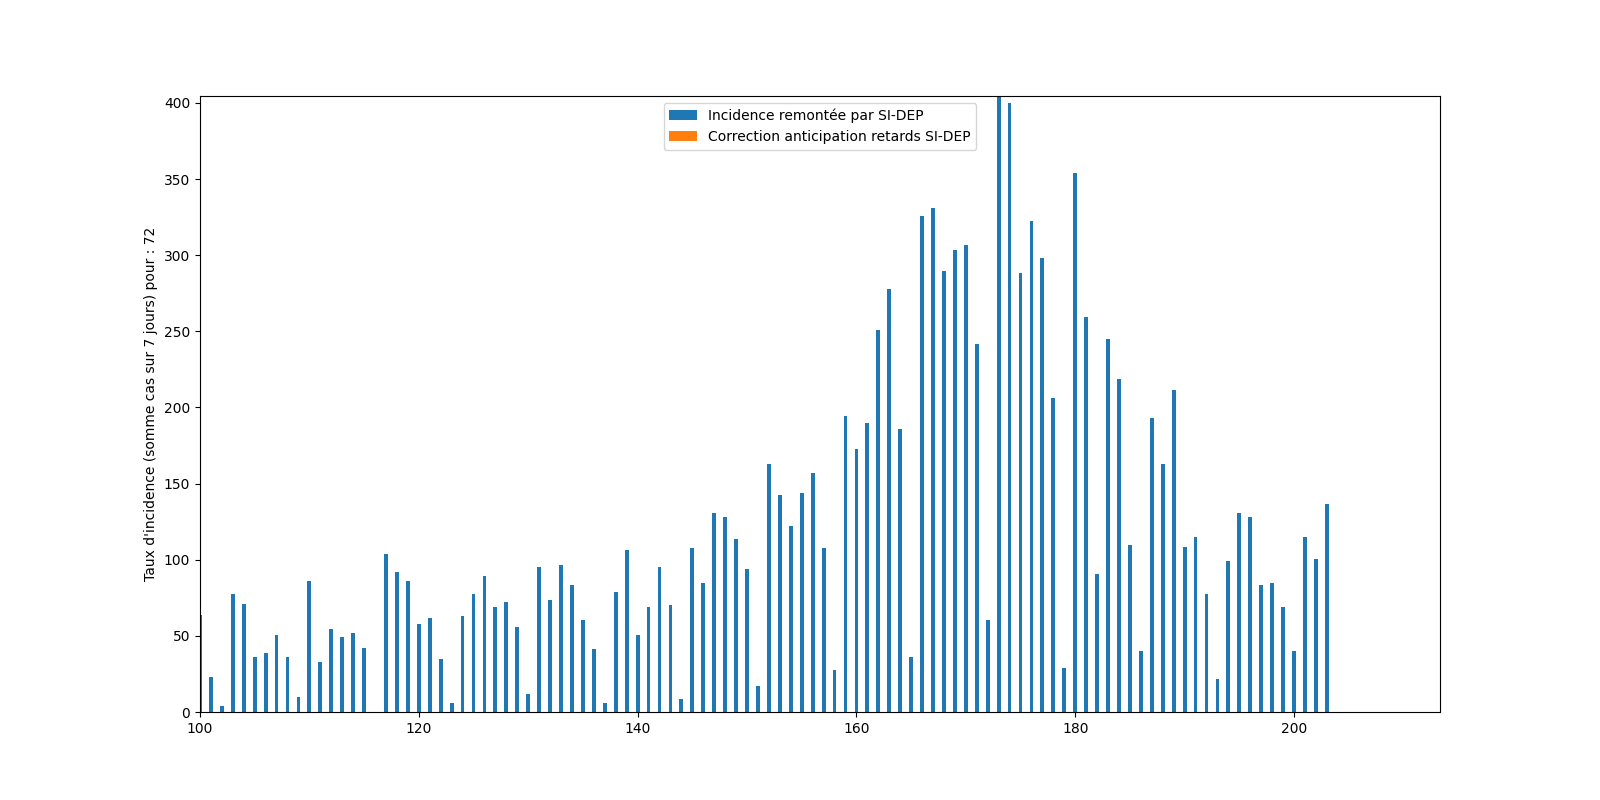 400
350
300
250
200
150
100
50
0
Taux d'incidence (somme cas sur 7 jours) pour : 72
Incidence remontée par SI-DEP
Correction anticipation retards SI-DEP
100 120 140 160 180 200